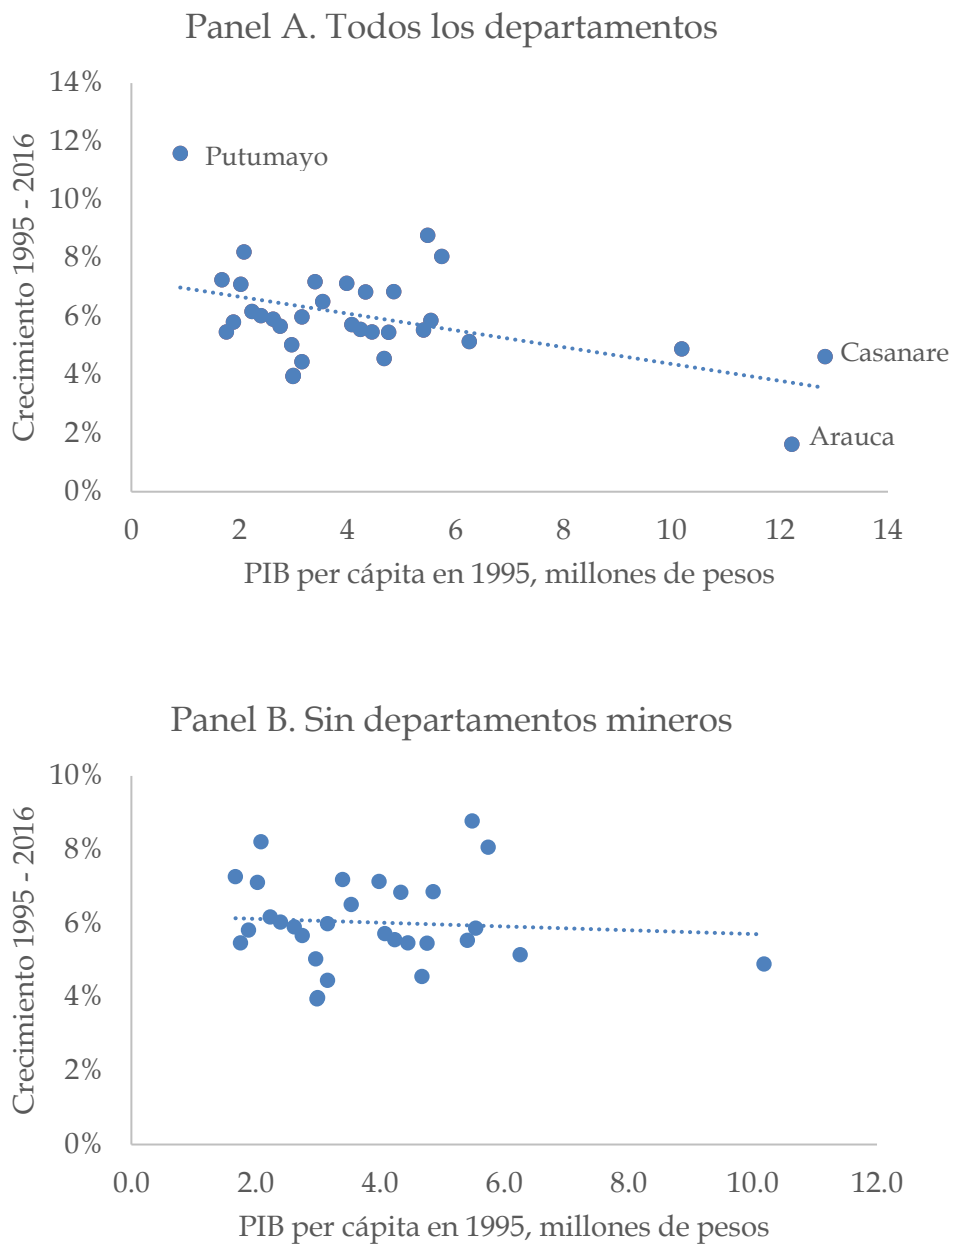 Panel A. Todos los departamentos
14%
12%
10%
8%
6%
4%
2%
0%
Crecimiento 1995 - 2016
Putumayo
Casanare
Arauca
0 2 4 6 8 10 12 14
PIB per cápita en 1995, millones de pesos
Panel B. Sin departamentos mineros
10%
8%
6%
4%
2%
0%
Crecimiento 1995 - 2016
0.0 2.0 4.0 6.0 8.0 10.0 12.0
PIB per cápita en 1995, millones de pesos